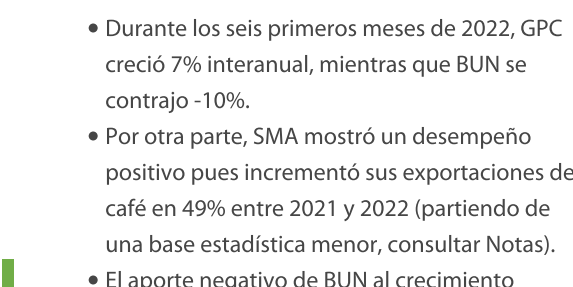 • Durante los seis primeros meses de 2022, GPC
creció 7% interanual, mientras que BUN se
contrajo -10%.
• Por otra parte, SMA mostró un desempeño
positivo pues incrementó sus exportaciones de
café en 49% entre 2021 y 2022 (partiendo de
una base estadística menor, consultar Notas).
• El aporte negativo de BUN al crecimiento